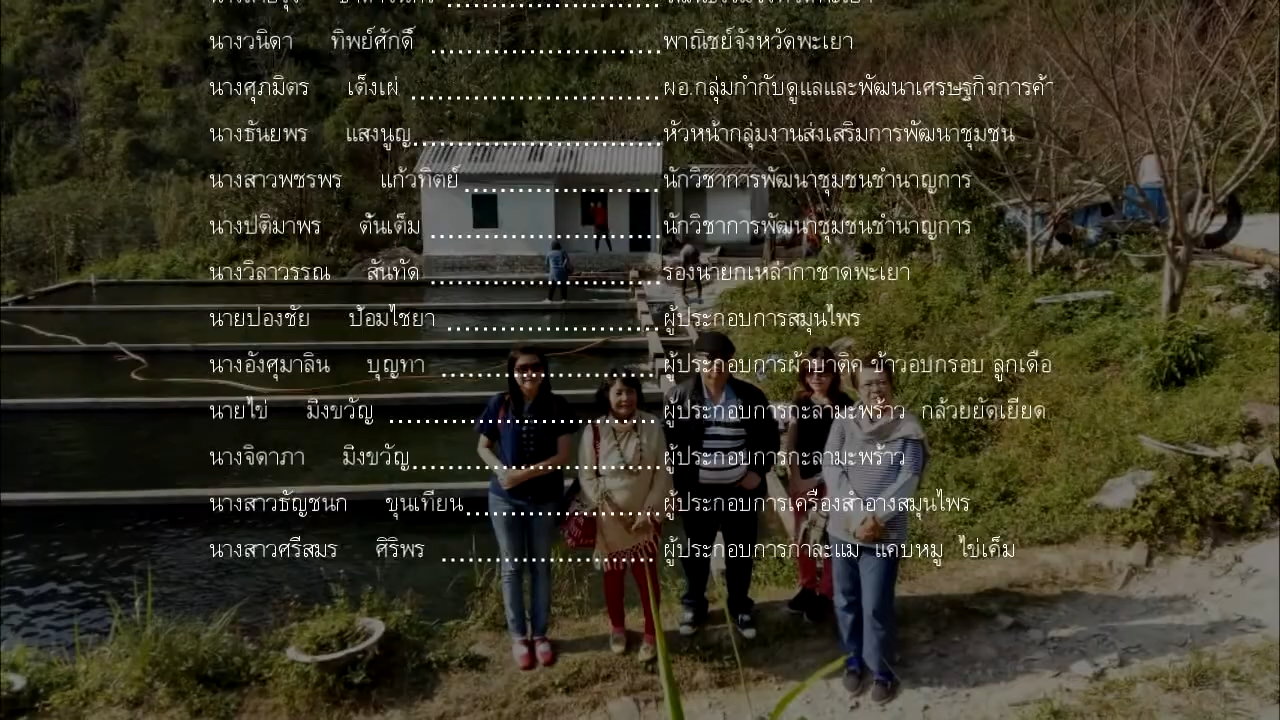 นางวนิดา ทิพย์ศักดิ์ ........................พาณิชย์จังหวัดพะเยา
นางศุภมิตร เต็งเผ่ ..........................ผอ.กลุ่มกำกับดูแลและพัฒนาเศรษฐกิจการค้า
นางธันยพร แสงนูญ..........................หัวหน้ากลุ่มงานส่งเสริมการพัฒนาชุมชน
นางสาวพชรพร แก้วทิตย์.....................นักวิชาการพัฒนาชุมชนชำนาญการ
นางปติมาพร ต้นเต็ม ........................นักวิชาการพัฒนาชุมชนชำนาญการ
นางวิลาวรรณ สันทัด ........................รองนายกเหล่ากาชาดพะเยา
นายปองชัย ป้อมไชยา ......................ผู้ประกอบการสมุนไพร
นางอังศุมาลิน บุญทา .......................ผู้ประกอบการผ้าบาติค ข้าวอบกรอบ ลูกเดือ
นายไข่ มิ่งขวัญ ............................ผู้ประกอบการกะลามะพร้าว กล้วยยัดเยียด
นางจิดาภา มิ่งขวัญ..........................ผู้ประกอบการกะลามะพร้าว
นางสาวธัญชนก ขุนเทียน....................ผู้ประกอบการเครื่องสำอางสมุนไพร
นางสาวศรีสมร ศิริพร .......................ผู้ประกอบการกาละแม แคบหมู ไข่เค็ม